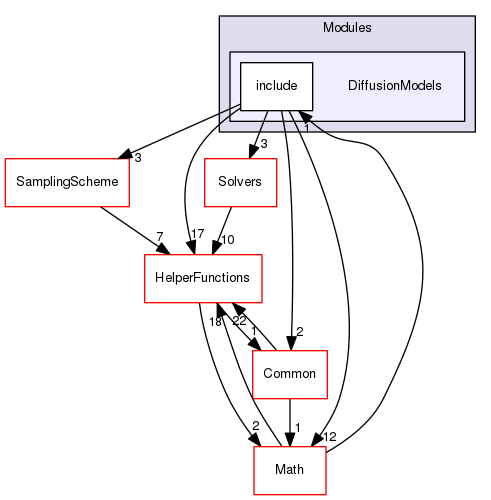 Modules
include
DiffusionModels
1
3
3
SamplingScheme
Solvers
7
17
10
HelperFunctions
18
22
1
2
Common
2
1
12
Math